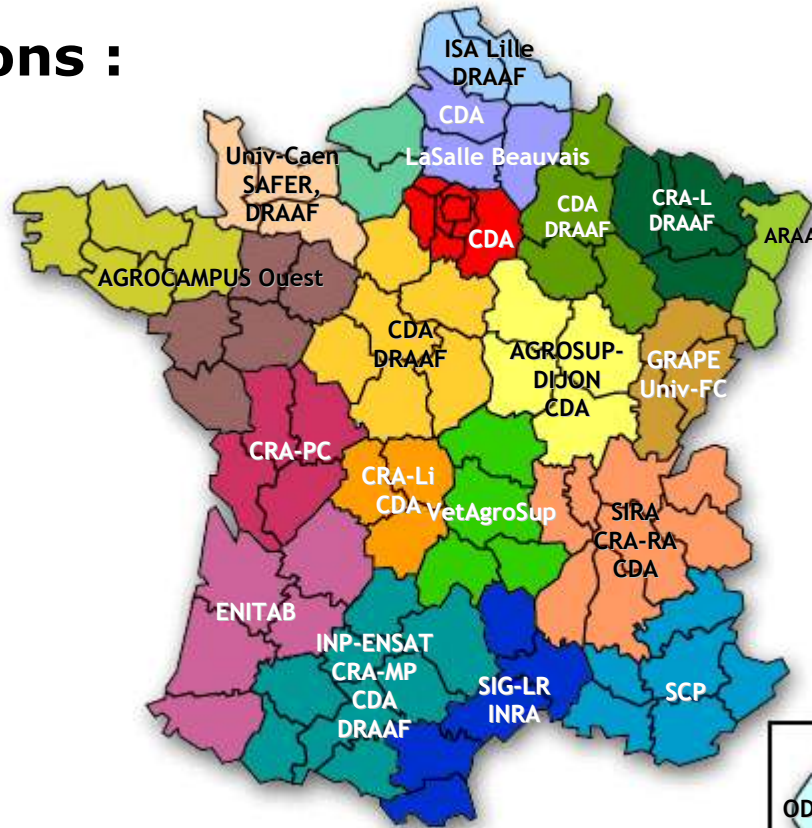 ons :
ISA Lille
DRAAF
CDA
LaSalle Beauvais
Univ-Caen
SAFER,
DRAAF
CDA
CDA
DRAAF
CRA-L
DRAAF
ARAA
AGROCAMPUS Ouest
CDA
DRAAF
AGROSUP-
DIJON
CDA
GRAPE
Univ-FC
CRA-PC
CRA-Li
CDA
VetAgroSup
SIRA
CRA-RA
CDA
ENITAB
INP-ENSAT
CRA-MP
CDA
DRAAF
SIG-LR
INRA
SCP
OD